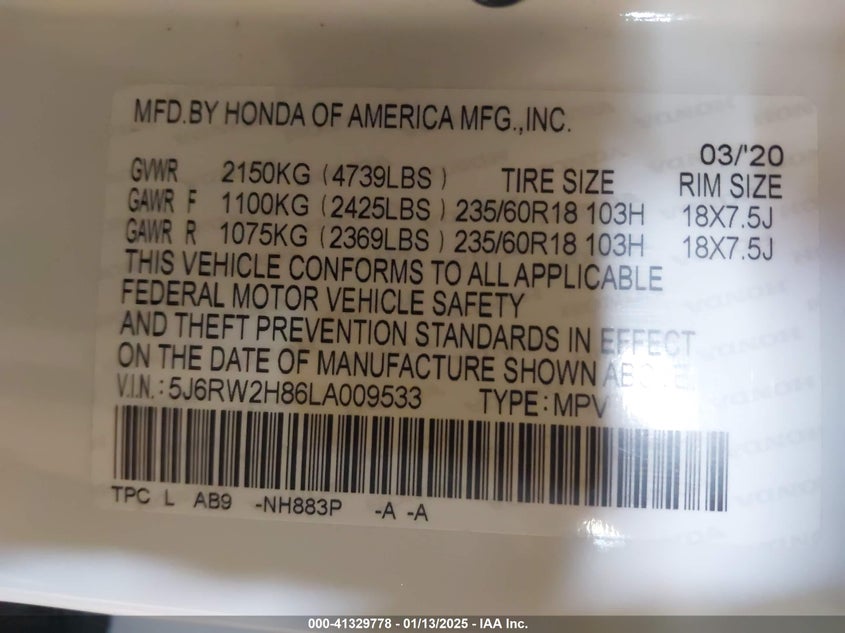 MFD.BY HONDA OF AMERICA MFG.,INC.
03/'20
GVWR 2150KG (4739LBS) TIRE SIZE RIM SIZE
GAWR F 1100KG (2425LBS) 235/60R18 103H 18X7.5J
GAWR R 1075KG (2369LBS) 235/60R18 103H 18X7.5J
THIS VEHICLE CONFORMS TO ALL APPLICABLE
FEDERAL MOTOR VEHICLE SAFETY
AND THEFT PREVENTION STANDARDS IN EFFECT
ON THE DATE OF MANUFACTURE SHOWN ABOVE.
V.I.N.: 5J6RW2H86LA009533 TYPE: MPV
TPC L AB9 -NH883P -A -A
000-41329778 - 01/13/2025 - IAA Inc.